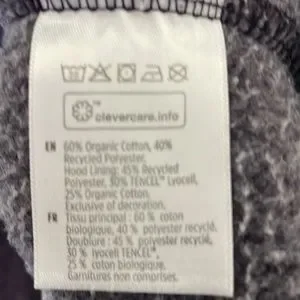 ™
clevercare.info
EN 60% Organic Cotton, 40%
Recycled Polyester.
Hood Lining: 45% Recycled
Polyester, 30% TENCEL™ Lyocell,
25% Organic Cotton.
Exclusive of decoration.
FR Tissu principal: 60 % coton
biologique, 40 % polyester recyclé.
Doublure: 45 % polyester recyclé,
30 % lyocell TENCEL™,
25 % coton biologique.
Garnitures non comprises.